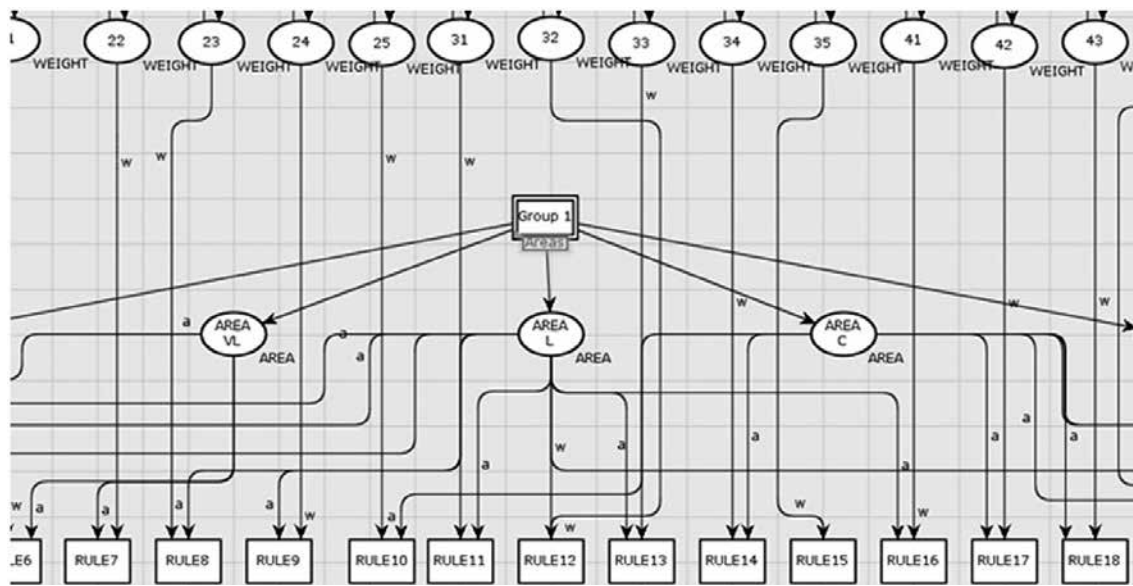 1 22 23 24 25 31 32 33 34 35 41 42 43
WEIGHT WEIGHT WEIGHT WEIGHT WEIGHT WEIGHT WEIGHT WEIGHT WEIGHT WEIGHT WEIGHT WEIGHT W
w
w w w w w
Group 1
Areas
w w w
a AREA VL AREA
a a
AREA L AREA
AREA C AREA
a a a a a
w a a
w a a a w a w a w w
LE6 RULE7 RULE8 RULE9 RULE10 RULE11 RULE12 RULE13 RULE14 RULE15 RULE16 RULE17 RULE18